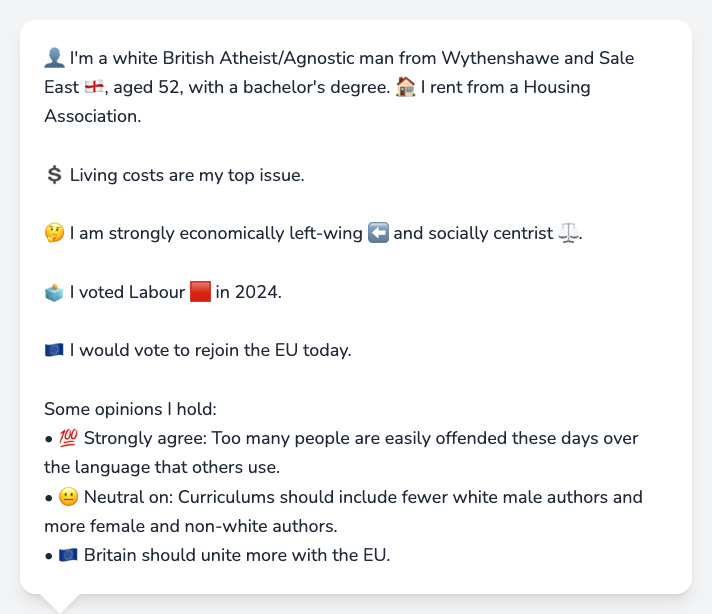 👤 I'm a white British Atheist/Agnostic man from Wythenshawe and Sale
East 🏴󠁧󠁢󠁥󠁮󠁧󠁿, aged 52, with a bachelor's degree. 🏠 I rent from a Housing
Association.
💲 Living costs are my top issue.
🤔 I am strongly economically left-wing ⬅️ and socially centrist ⚖️.
🗳️ I voted Labour 🟥 in 2024.
🇪🇺 I would vote to rejoin the EU today.
Some opinions I hold:
• 💯 Strongly agree: Too many people are easily offended these days over
the language that others use.
• 😐 Neutral on: Curriculums should include fewer white male authors and
more female and non-white authors.
• 🇪🇺 Britain should unite more with the EU.